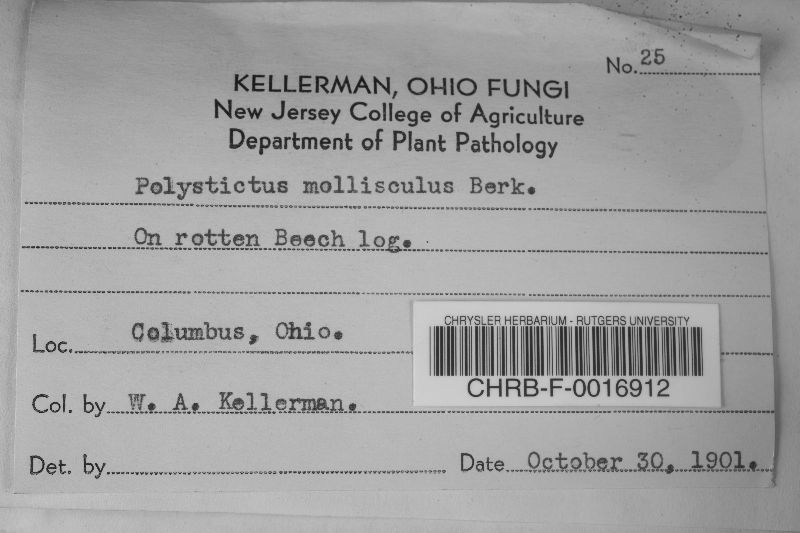 No. 25
KELLERMAN, OHIO FUNGI
New Jersey College of Agriculture
Department of Plant Pathology
Polystictus mollisculus Berk.
On rotten Beech log.
Loc. Columbus, Ohio.
CHRYSLER HERBARIUM - RUTGERS UNIVERSITY
CHRB-F-0016912
Col. by W. A. Kellerman.
Det. by
Date October 30, 1901.